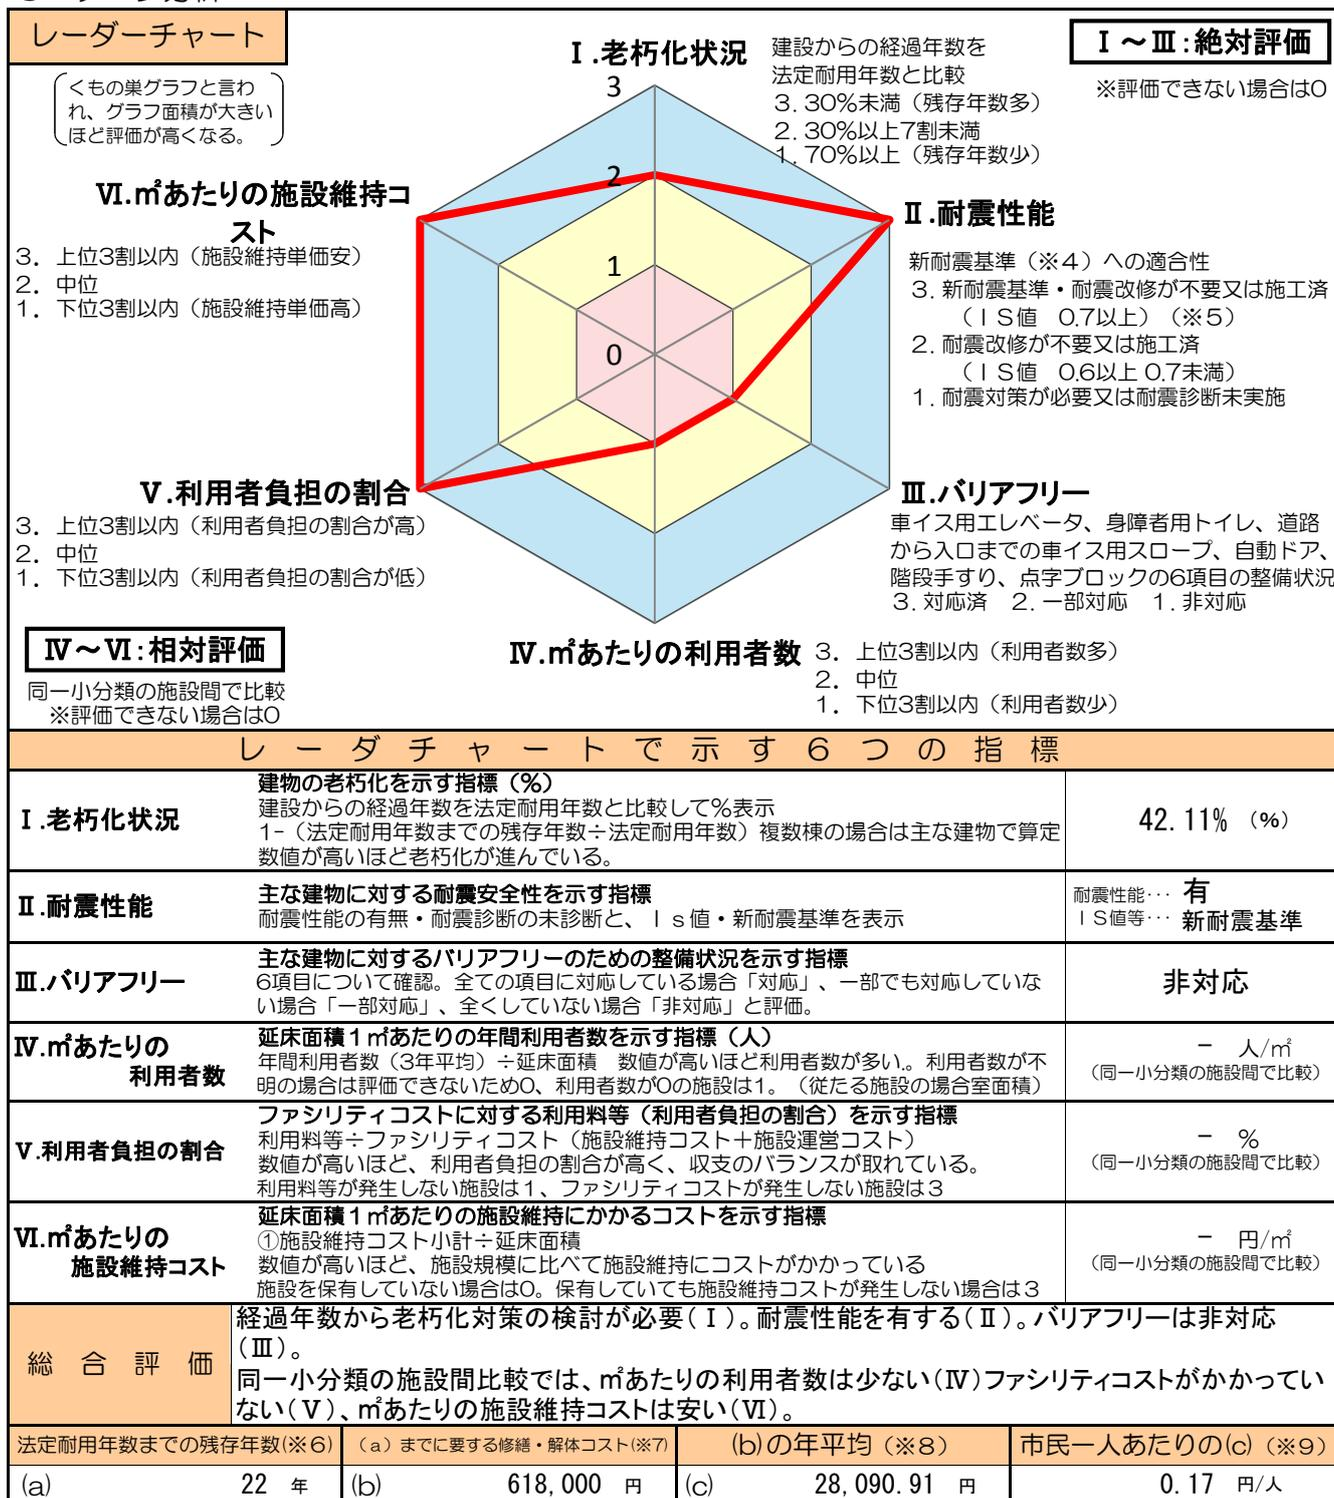 レーダーチャート
くもの巣グラフと言わ
れ、グラフ面積が大きい
ほど評価が高くなる。
Ⅰ.老朽化状況
建設からの経過年数を
法定耐用年数と比較
3. 30%未満（残存年数多）
2. 30%以上7割未満
1. 70%以上（残存年数少）
Ⅰ～Ⅲ:絶対評価
※評価できない場合は0
3
2
1
0
Ⅵ.㎡あたりの施設維持コ
スト
3. 上位3割以内（施設維持単価安）
2. 中位
1. 下位3割以内（施設維持単価高）
Ⅱ.耐震性能
新耐震基準（※4）への適合性
3. 新耐震基準・耐震改修が不要又は施工済
（ＩＳ値 0.7以上）（※5）
2. 耐震改修が不要又は施工済
（ＩＳ値 0.6以上 0.7未満）
1. 耐震対策が必要又は耐震診断未実施
Ⅴ.利用者負担の割合
3. 上位3割以内（利用者負担の割合が高）
2. 中位
1. 下位3割以内（利用者負担の割合が低）
Ⅲ.バリアフリー
車イス用エレベータ、身障者用トイレ、道路
から入口までの車イス用スロープ、自動ドア、
階段手すり、点字ブロックの6項目の整備状況
3. 対応済 2. 一部対応 1. 非対応
Ⅳ～Ⅵ:相対評価
同一小分類の施設間で比較
※評価できない場合は0
Ⅳ.㎡あたりの利用者数
3. 上位3割以内（利用者数多）
2. 中位
1. 下位3割以内（利用者数少）
レーダチャートで示す６つの指標
Ⅰ.老朽化状況
建物の老朽化を示す指標（%）
建設からの経過年数を法定耐用年数と比較して%表示
1-（法定耐用年数までの残存年数÷法定耐用年数）複数棟の場合は主な建物で算定
数値が高いほど老朽化が進んでいる。
42.11% （%）
Ⅱ.耐震性能
主な建物に対する耐震安全性を示す指標
耐震性能の有無・耐震診断の未診断と、Ｉｓ値・新耐震基準を表示
耐震性能… 有
ＩＳ値等… 新耐震基準
Ⅲ.バリアフリー
主な建物に対するバリアフリーのための整備状況を示す指標
6項目について確認。全ての項目に対応している場合「対応」、一部でも対応していな
い場合「一部対応」、全くしていない場合「非対応」と評価。
非対応
Ⅳ.㎡あたりの
利用者数
延床面積１㎡あたりの年間利用者数を示す指標（人）
年間利用者数（3年平均）÷延床面積 数値が高いほど利用者数が多い。利用者数が不
明の場合は評価できないため0、利用者数が0の施設は1。（従たる施設の場合室面積）
－ 人/㎡
（同一小分類の施設間で比較）
Ⅴ.利用者負担の割合
ファシリティコストに対する利用料等（利用者負担の割合）を示す指標
利用料等÷ファシリティコスト（施設維持コスト＋施設運営コスト）
数値が高いほど、利用者負担の割合が高く、収支のバランスが取れている。
利用料等が発生しない施設は１、ファシリティコストが発生しない施設は３
－ %
（同一小分類の施設間で比較）
Ⅵ.㎡あたりの
施設維持コスト
延床面積１㎡あたりの施設維持にかかるコストを示す指標
①施設維持コスト小計÷延床面積
数値が高いほど、施設規模に比べて施設維持にコストがかかっている
施設を保有していない場合は0。保有していても施設維持コストが発生しない場合は３
－ 円/㎡
（同一小分類の施設間で比較）
総合評価
経過年数から老朽化対策の検討が必要(Ⅰ)。耐震性能を有する(Ⅱ)。バリアフリーは非対応
(Ⅲ)。
同一小分類の施設間比較では、㎡あたりの利用者数は少ない(Ⅳ)ファシリティコストがかかってい
ない(Ⅴ)、㎡あたりの施設維持コストは安い(Ⅵ)。
法定耐用年数までの残存年数(※6)
（a）までに要する修繕・解体コスト(※7)
(b)の年平均（※8）
市民一人あたりの(c)（※9）
(a) 22 年
(b) 618,000 円
(c) 28,090.91 円
0.17 円/人